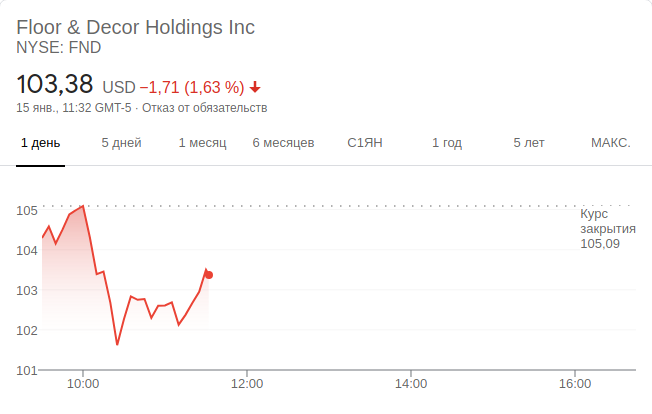 Floor & Decor Holdings Inc
NYSE: FND
103,38 USD −1,71 (1,63 %)
15 янв., 11:32 GMT-5 · Отказ от обязательств
1 день 5 дней 1 месяц 6 месяцев С1ЯН 1 год 5 лет МАКС.
105
104
103
102
101
Курс
закрытия
105,09
10:00 12:00 14:00 16:00